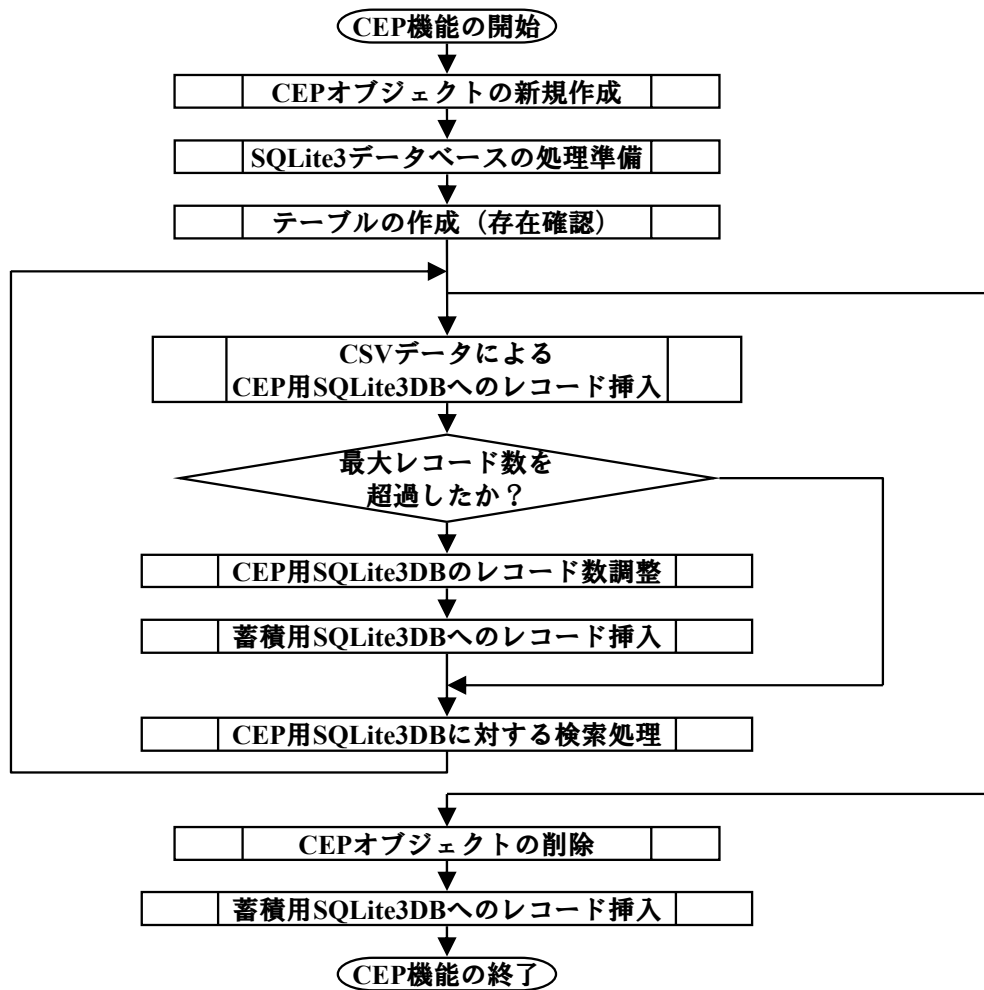 CEP機能の開始
CEPオブジェクトの新規作成
SQLite3データベースの処理準備
テーブルの作成（存在確認）
CSVデータによる
CEP用SQLite3DBへのレコード挿入
最大レコード数を
超過したか？
CEP用SQLite3DBのレコード数調整
蓄積用SQLite3DBへのレコード挿入
CEP用SQLite3DBに対する検索処理
CEPオブジェクトの削除
蓄積用SQLite3DBへのレコード挿入
CEP機能の終了